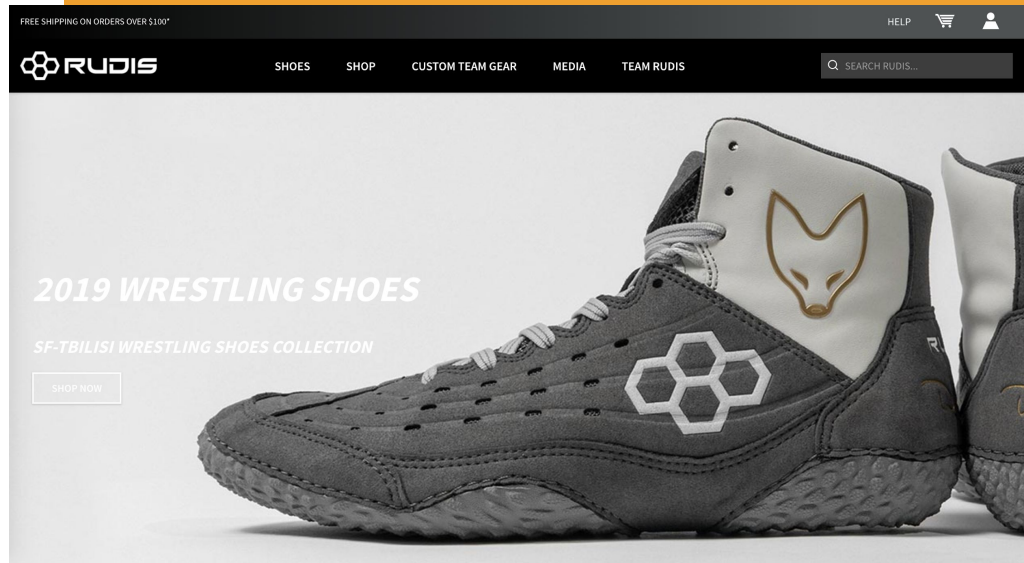 FREE SHIPPING ON ORDERS OVER $100*
HELP
RUDIS
SHOES
SHOP
CUSTOM TEAM GEAR
MEDIA
TEAM RUDIS
SEARCH RUDIS...
2019 WRESTLING SHOES
SF-TBILISI WRESTLING SHOES COLLECTION
SHOP NOW